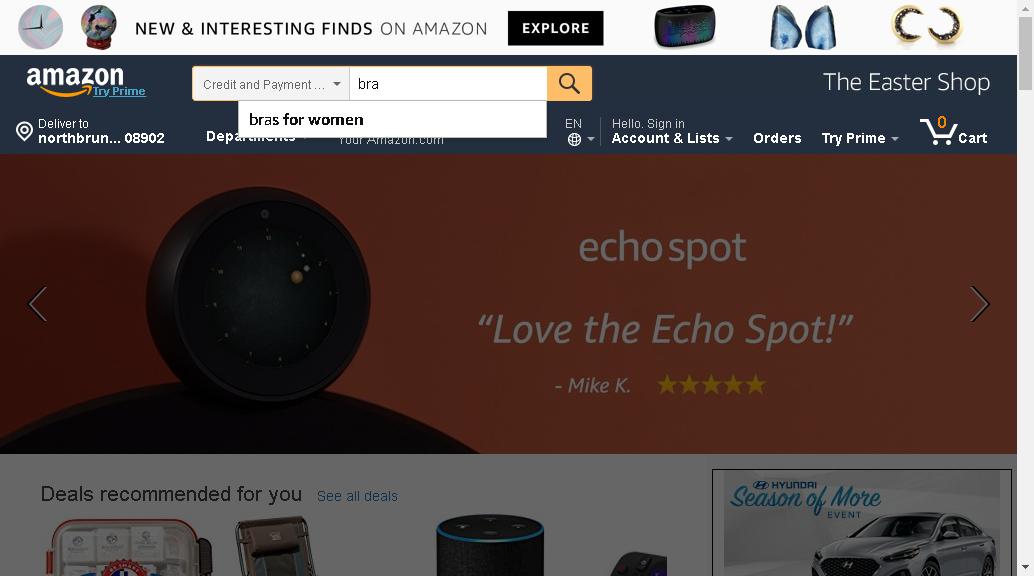 NEW & INTERESTING FINDS ON AMAZON
EXPLORE
amazon
Try Prime
Credit and Payment ...
bra
The Easter Shop
bras for women
Deliver to
northbrun... 08902
Departments
Your Amazon.com
EN
Hello. Sign in
Account & Lists
Orders
Try Prime
0
Cart
echo spot
“Love the Echo Spot!”
- Mike K.
Deals recommended for you
See all deals
HYUNDAI
Season of More
EVENT